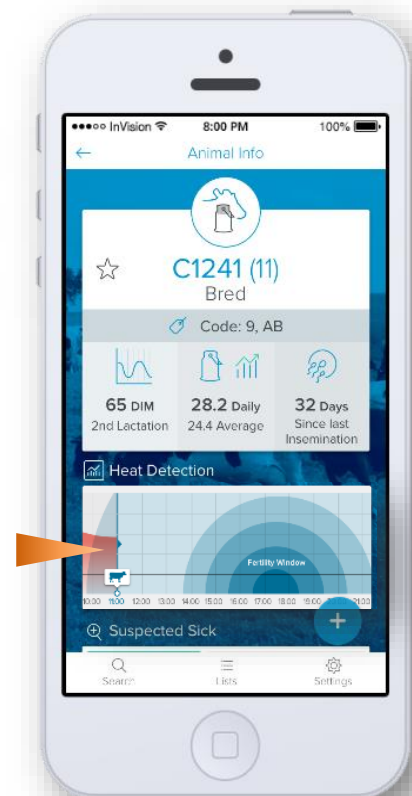 InVision 8:00 PM 100%
Animal Info
C1241 (11)
Bred
Code: 9, AB
65 DIM 28.2 Daily 32 Days
2nd Lactation 24.4 Average Since last
Insemination
Heat Detection
Fertility Window
10:00 11:00 12:00 13:00 14:00 15:00 16:00 17:00 18:00 19:00 21:00
Suspected Sick
Search Lists Settings